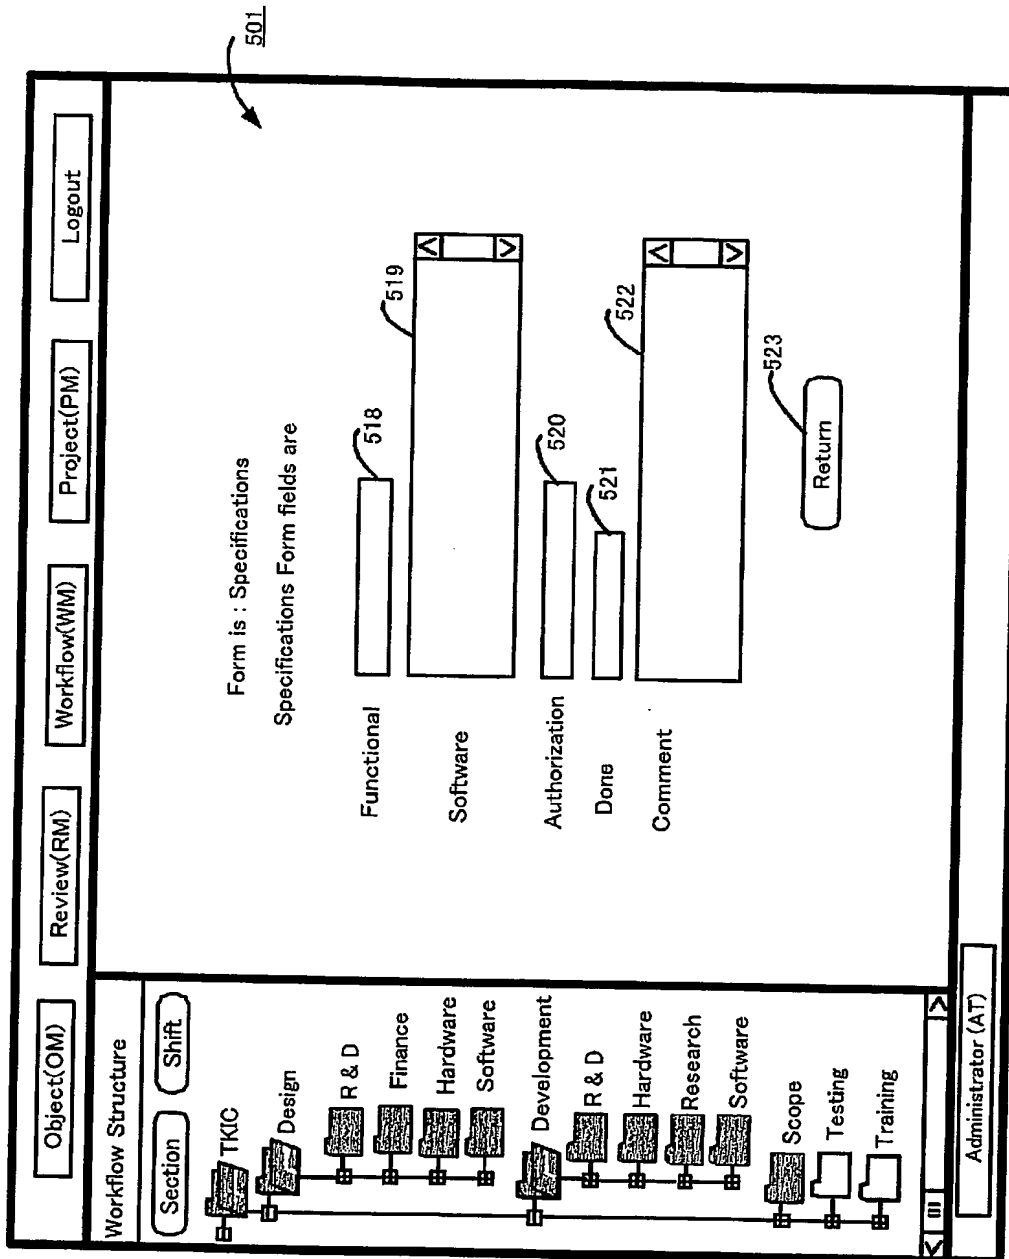 501
Object(OM) Review(RM) Workflow(WM) Project(PM) Logout
Workflow Structure
Section Shift
TKIC
Design
R & D
Finance
Hardware
Software
Development
R & D
Hardware
Research
Software
Scope
Testing
Training
Form is : Specifications
Specifications Form fields are
Functional 518
Software 519
Authorization 520
Done 521
Comment 522
Return 523
Administrator (AT)